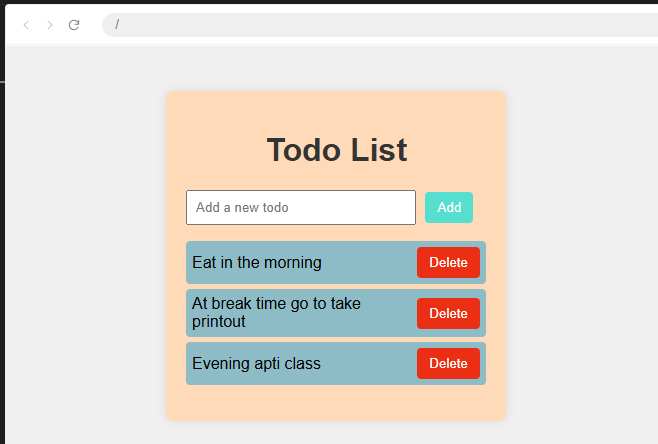 /
Todo List
Add a new todo
Add
Eat in the morning
Delete
At break time go to take
printout
Delete
Evening apti class
Delete